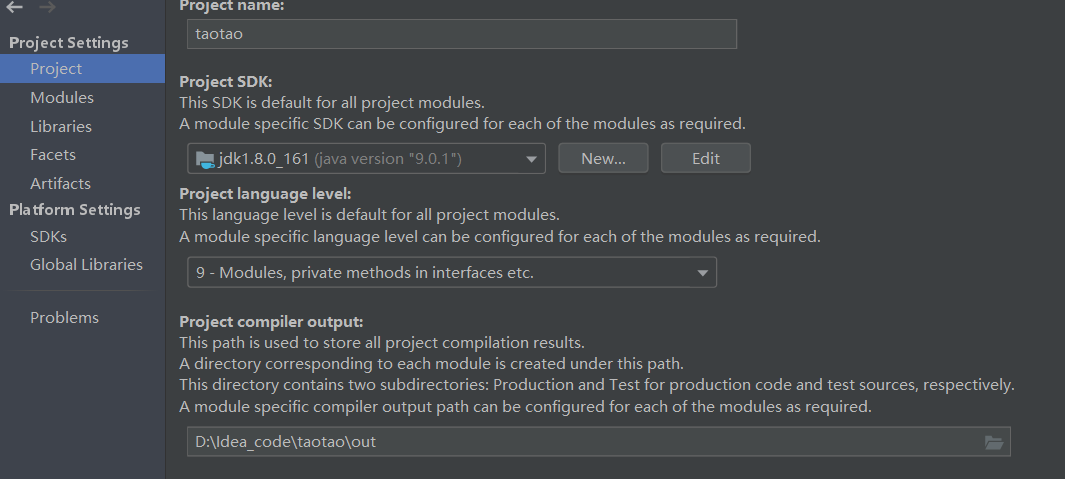 Project Settings
Project
Modules
Libraries
Facets
Artifacts
Platform Settings
SDKs
Global Libraries
Problems
Project name:
taotao
Project SDK:
This SDK is default for all project modules.
A module specific SDK can be configured for each of the modules as required.
jdk1.8.0_161 (java version "9.0.1")
New...
Edit
Project language level:
This language level is default for all project modules.
A module specific language level can be configured for each of the modules as required.
9 - Modules, private methods in interfaces etc.
Project compiler output:
This path is used to store all project compilation results.
A directory corresponding to each module is created under this path.
This directory contains two subdirectories: Production and Test for production code and test sources, respectively.
A module specific compiler output path can be configured for each of the modules as required.
D:\Idea_code\taotao\out